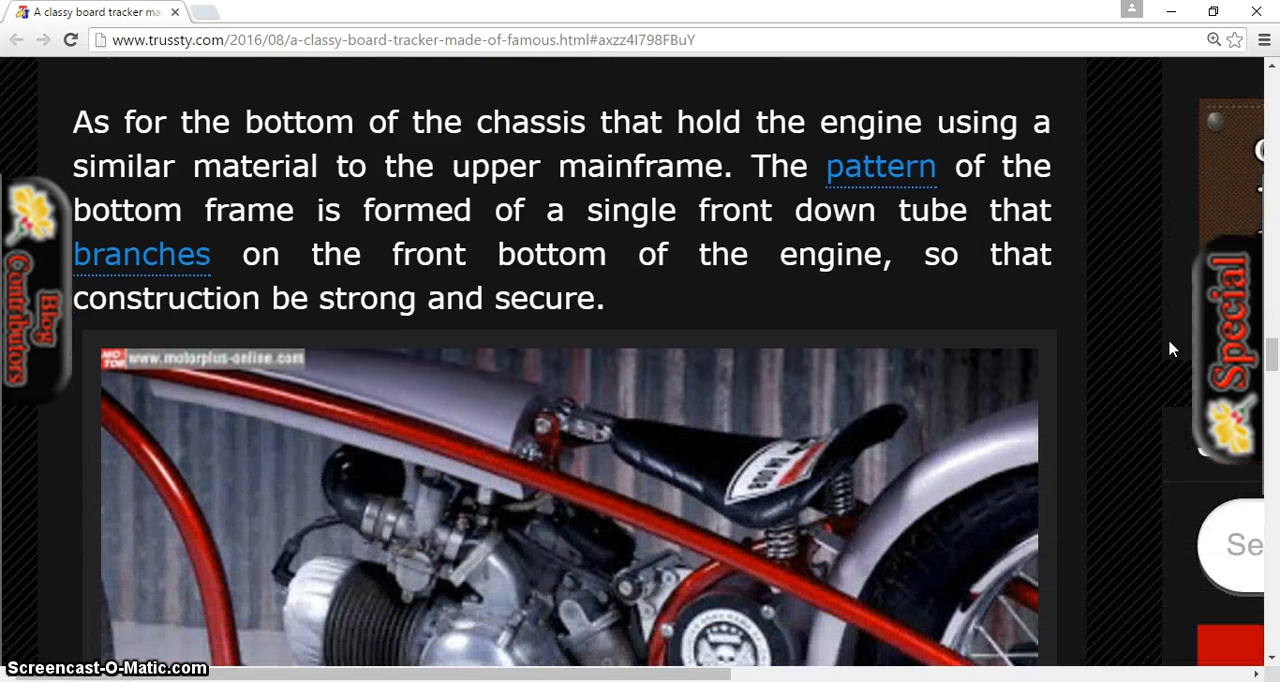 A classy board tracker ma
www.trussty.com/2016/08/a-classy-board-tracker-made-of-famous.html#axzz4I798FBuY
As for the bottom of the chassis that hold the engine using a
similar material to the upper mainframe. The pattern of the
bottom frame is formed of a single front down tube that
branches on the front bottom of the engine, so that
construction be strong and secure.
Blog
Contributors
Special
MOTOR www.motorplus-online.com
Se
Screencast-O-Matic.com